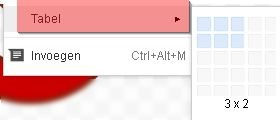 Tabel
Invoegen Ctrl+Alt+M
3 x 2